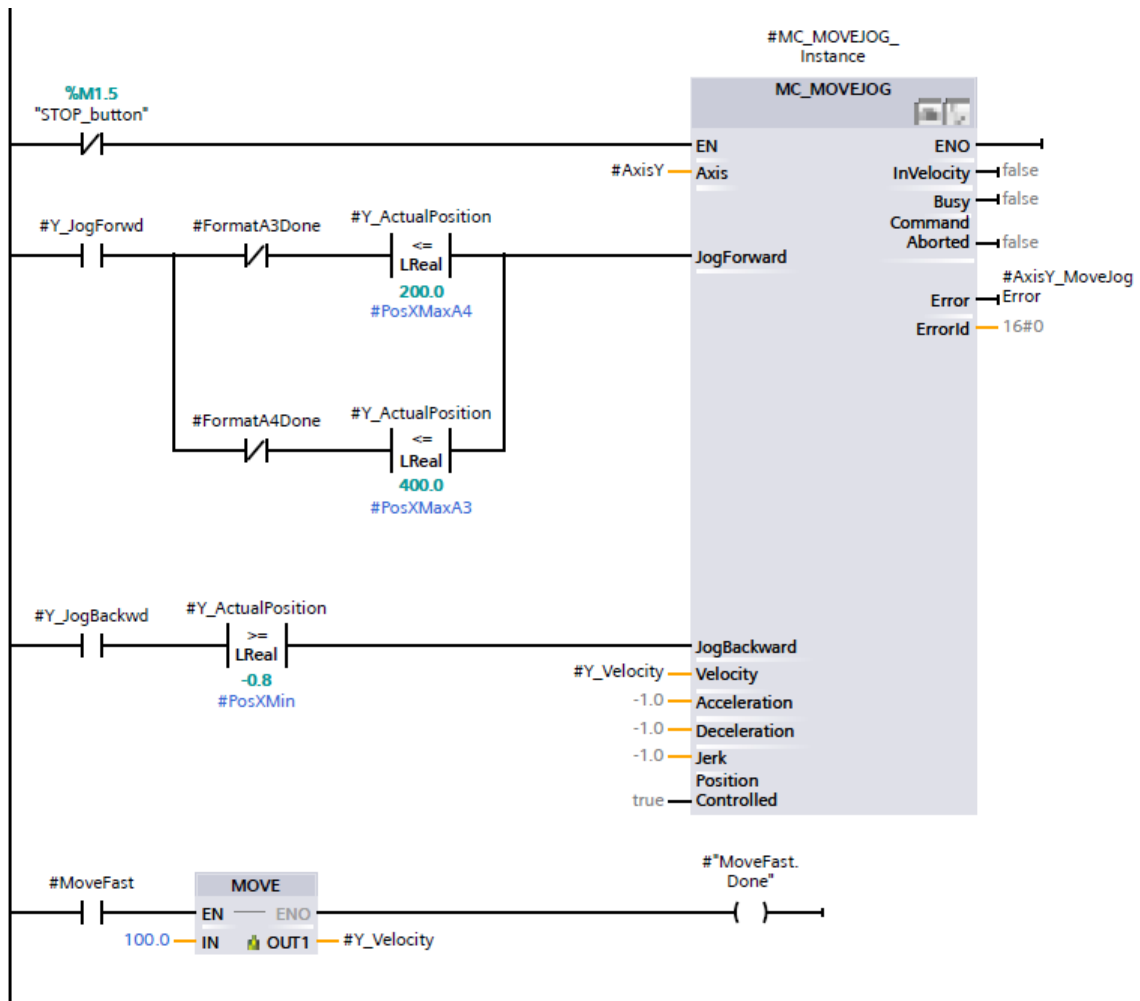 #MC_MOVEJOG_
Instance
MC_MOVEJOG
%M1.5
"STOP_button"
EN
ENO
#AxisY
Axis
InVelocity
false
Busy
false
Command
Aborted
false
#Y_JogForwd
#FormatA3Done
#Y_ActualPosition
<=
LReal
200.0
#PosXMaxA4
JogForward
Error
#AxisY_MoveJog
Error
ErrorId
16#0
#FormatA4Done
#Y_ActualPosition
<=
LReal
400.0
#PosXMaxA3
#Y_JogBackwd
#Y_ActualPosition
>=
LReal
-0.8
#PosXMin
JogBackward
#Y_Velocity
Velocity
-1.0
Acceleration
-1.0
Deceleration
-1.0
Jerk
Position
true
Controlled
#MoveFast
MOVE
EN
ENO
100.0
IN
OUT1
#Y_Velocity
#"MoveFast.
Done"